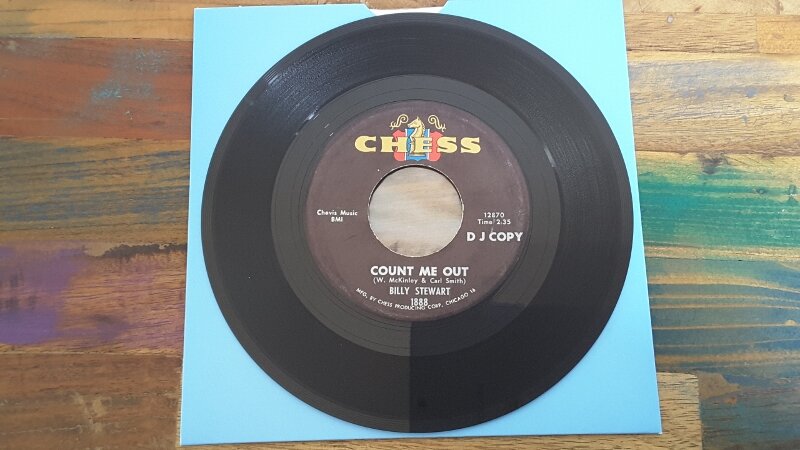 CHESS
Chevis Music
BMI
12870
Time 2.35
D J COPY
COUNT ME OUT
(W. McKinley & Carl Smith)
BILLY STEWART
1888
MFG. BY CHESS PRODUCING CORP. CHICAGO 16